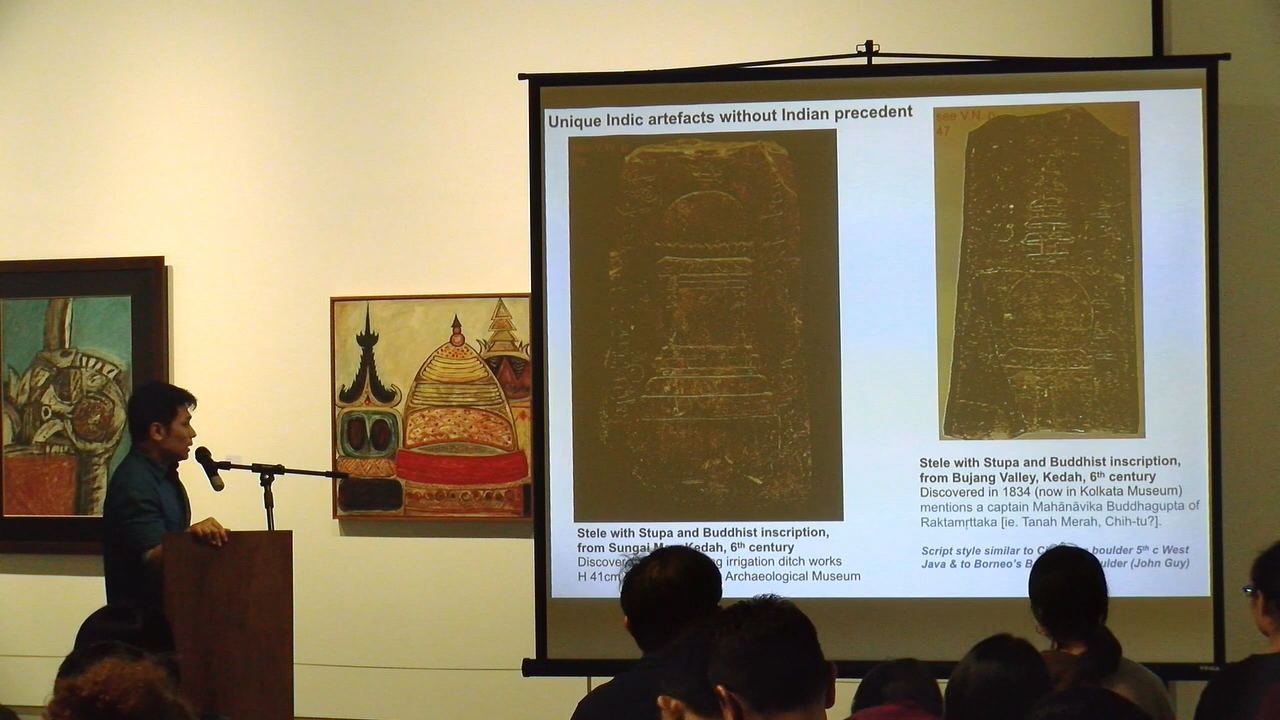 Unique Indic artefacts without Indian precedent
see V.N.
47
Stele with Stupa and Buddhist inscription,
from Sungai Kedah, 6th century
irrigation ditch works
H 41cm Archaeological Museum
Stele with Stupa and Buddhist inscription,
from Bujang Valley, Kedah, 6th century
Discovered in 1834 (now in Kolkata Museum)
mentions a captain Mahānāvika Buddhagupta of
Raktamṛttaka [ie. Tanah Merah, Chih-tu?].
Script style similar to boulder 5th c West
Java & to Borneo's (John Guy)